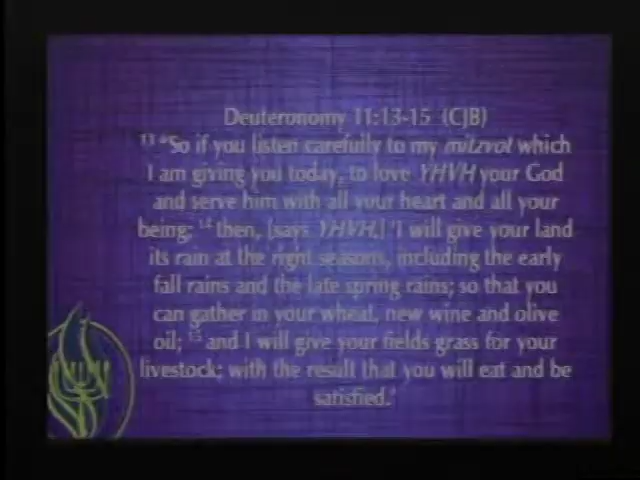 Deuteronomy 11:13-15 (CJB)
13 "So if you listen carefully to my mitzvot which
I am giving you today, to love YHVH your God
and serve him with all your heart and all your
being; 14 then, [says YHVH,] 'I will give your land
its rain at the right seasons, including the early
fall rains and the late spring rains; so that you
can gather in your wheat, new wine and olive
oil; 15 and I will give your fields grass for your
livestock; with the result that you will eat and be
satisfied.'